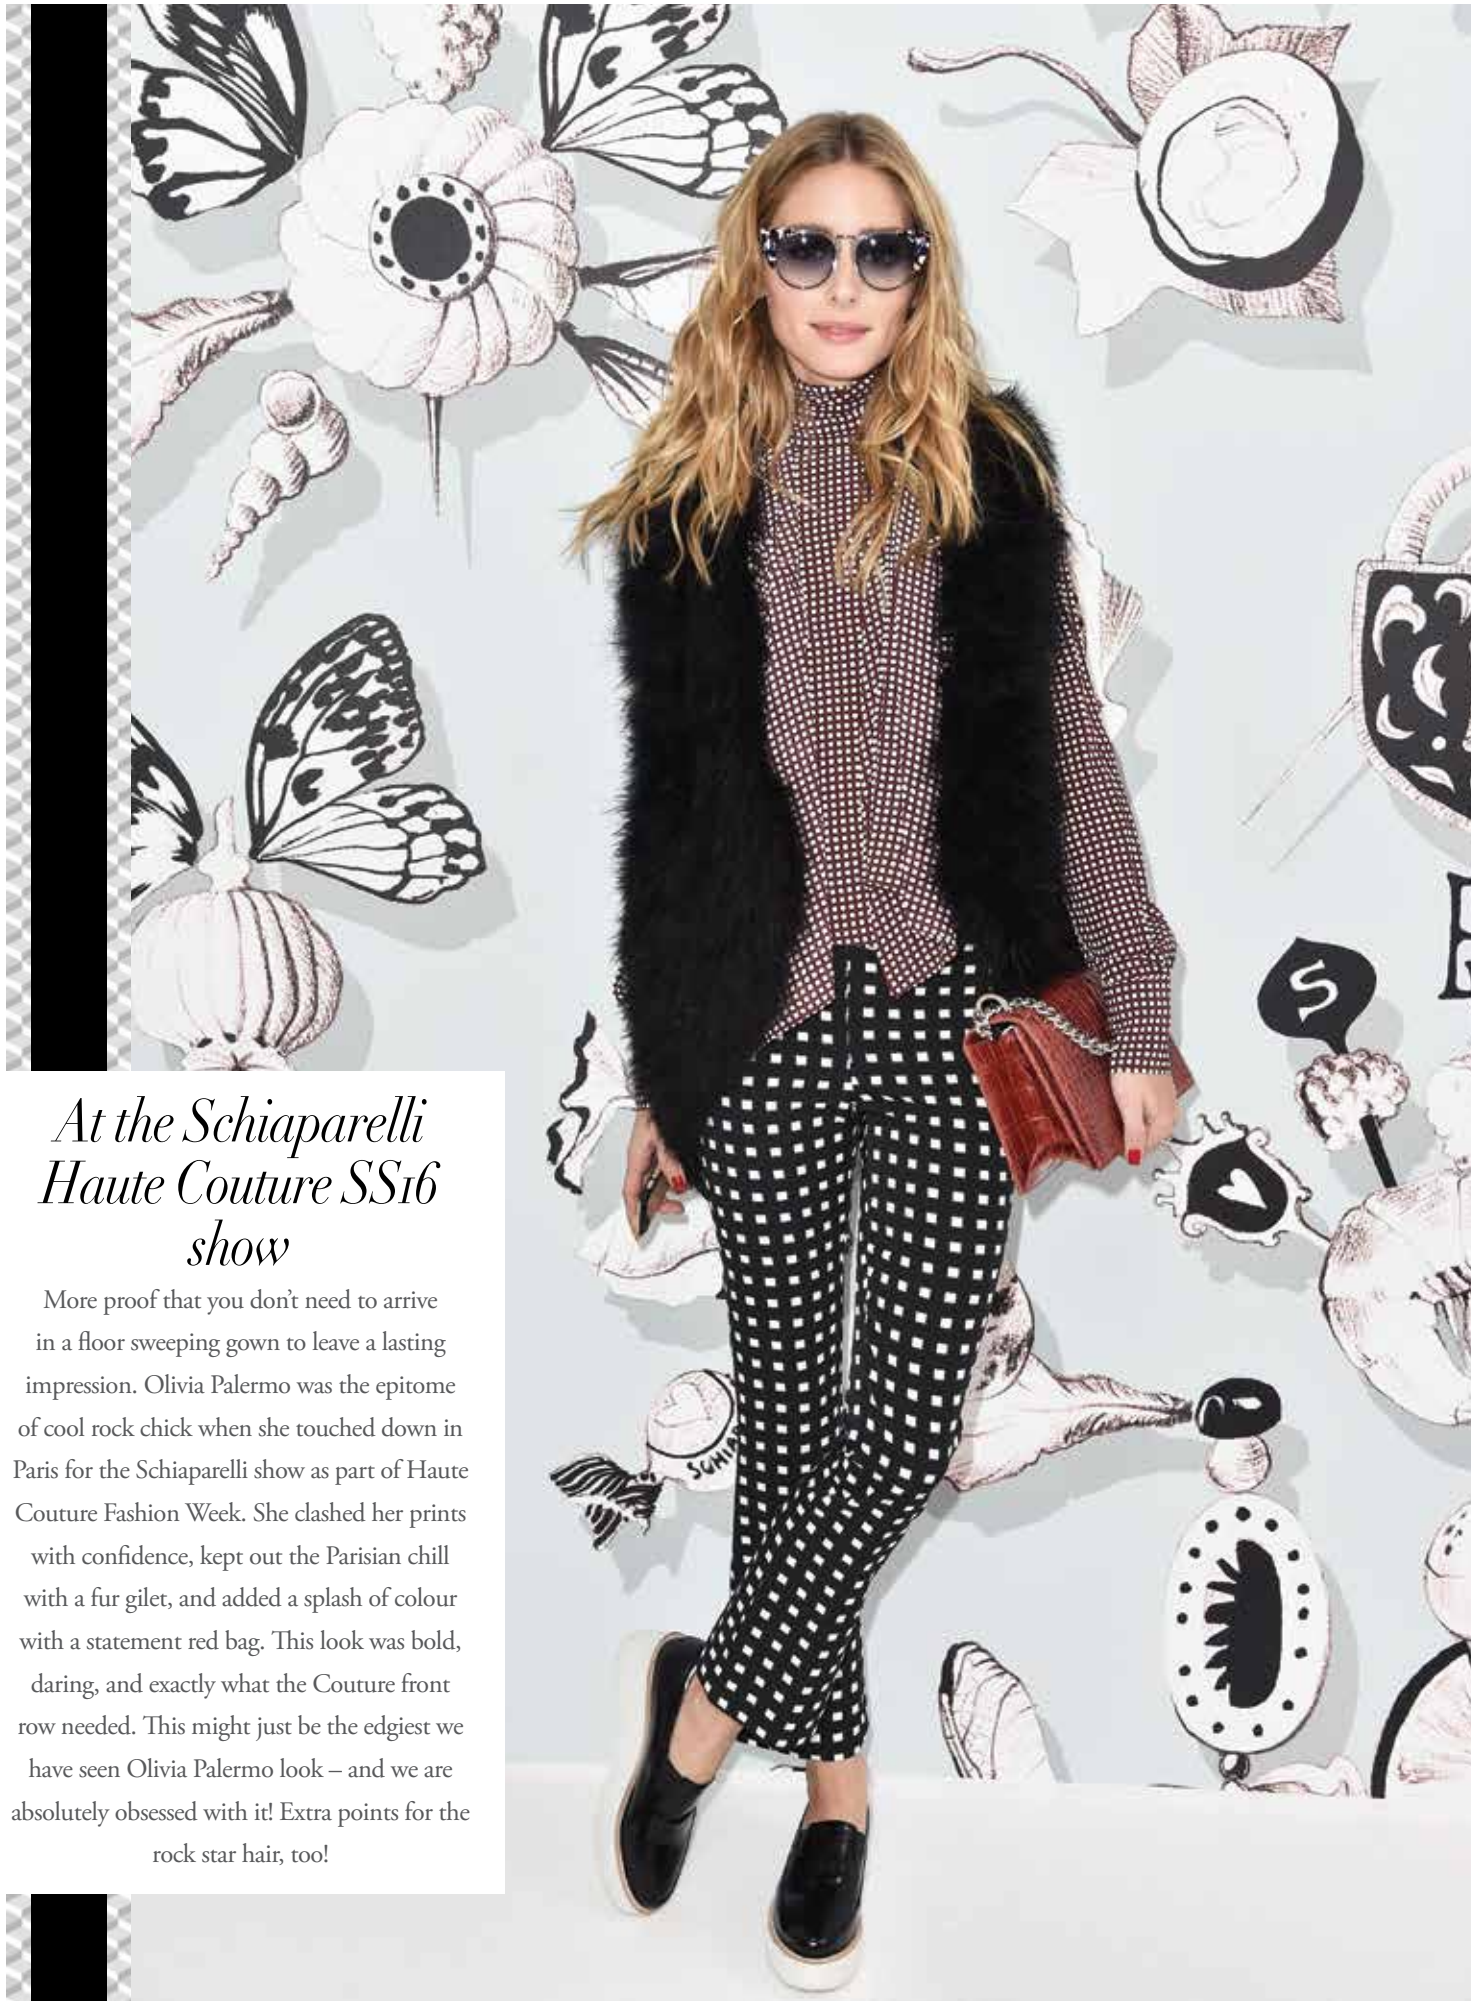 At the Schiaparelli
Haute Couture SS16
show
More proof that you don't need to arrive
in a floor sweeping gown to leave a lasting
impression. Olivia Palermo was the epitome
of cool rock chick when she touched down in
Paris for the Schiaparelli show as part of Haute
Couture Fashion Week. She clashed her prints
with confidence, kept out the Parisian chill
with a fur gilet, and added a splash of colour
with a statement red bag. This look was bold,
daring, and exactly what the Couture front
row needed. This might just be the edgiest we
have seen Olivia Palermo look – and we are
absolutely obsessed with it! Extra points for the
rock star hair, too!
S
SCHIAP